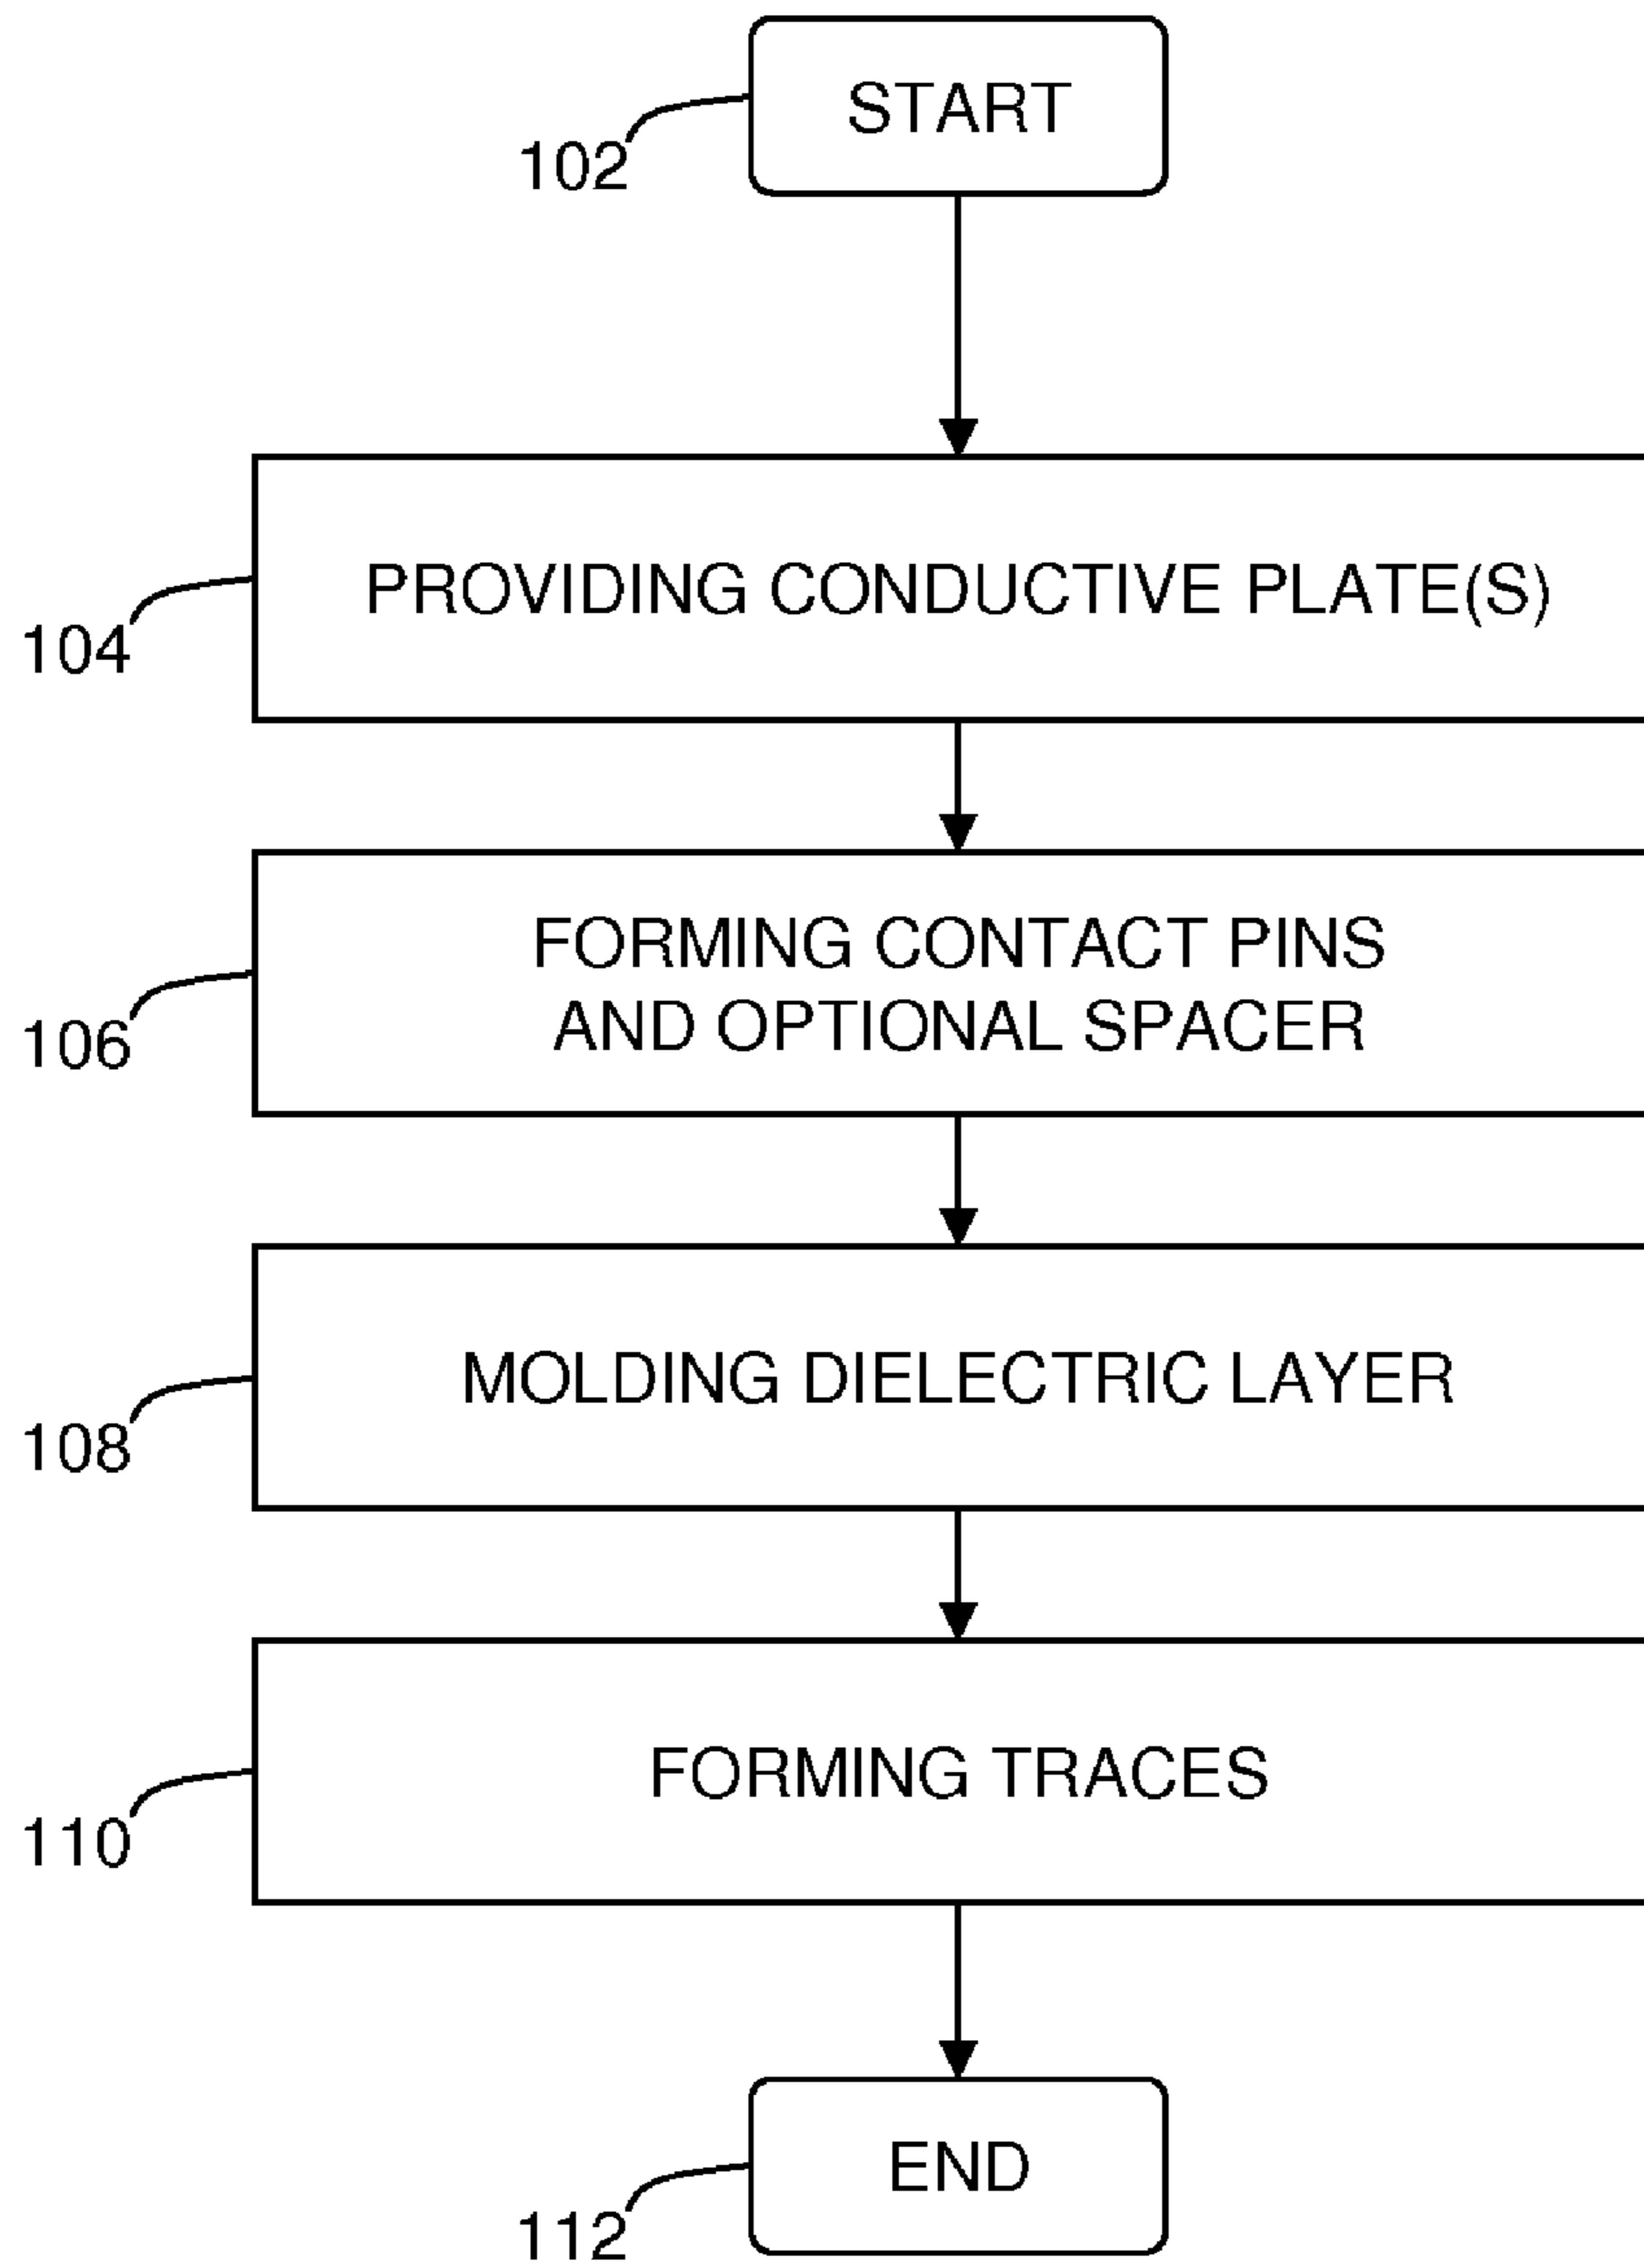 START
102
PROVIDING CONDUCTIVE PLATE(S)
104
FORMING CONTACT PINS
AND OPTIONAL SPACER
106
MOLDING DIELECTRIC LAYER
108
FORMING TRACES
110
END
112